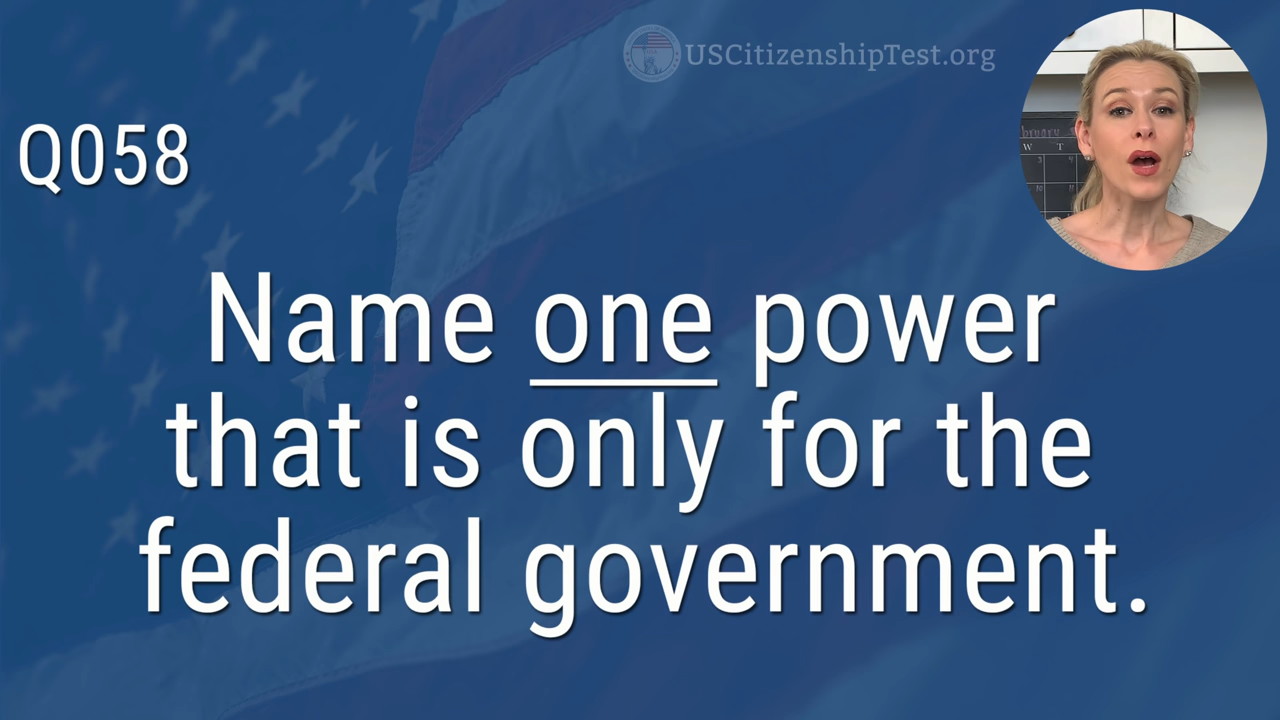 USCitizenshipTest.org
Q058
Name one power
that is only for the
federal government.
W T